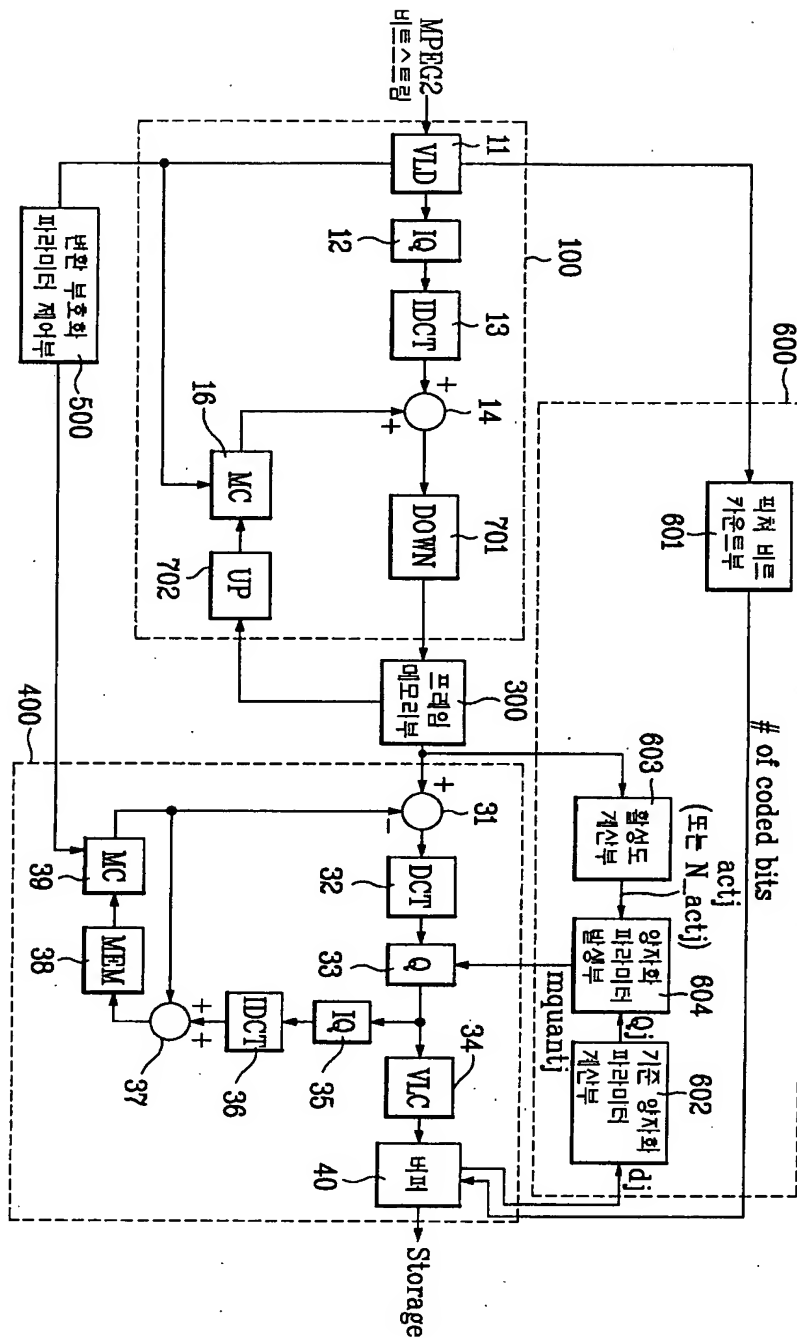 MPEG2
비트스트림
11
VLD
IQ
12
IDCT
13
+
+
14
DOWN
701
100
16
MC
UP
702
변환 부호화
파라미터 제어부
500
프레임
메모리부
300
600
픽쳐 비트
카운트부
601
# of coded bits
603
활성도
계산부
actj
(또는 N_actj)
양자화
파라미터
발생부
604
Qj
mquantj
기준 양자화
파라미터
계산부
602
dj
400
+
-
31
DCT
32
Q
33
VLC
34
버퍼
40
Storage
IQ
35
IDCT
36
+
+
37
MEM
38
MC
39